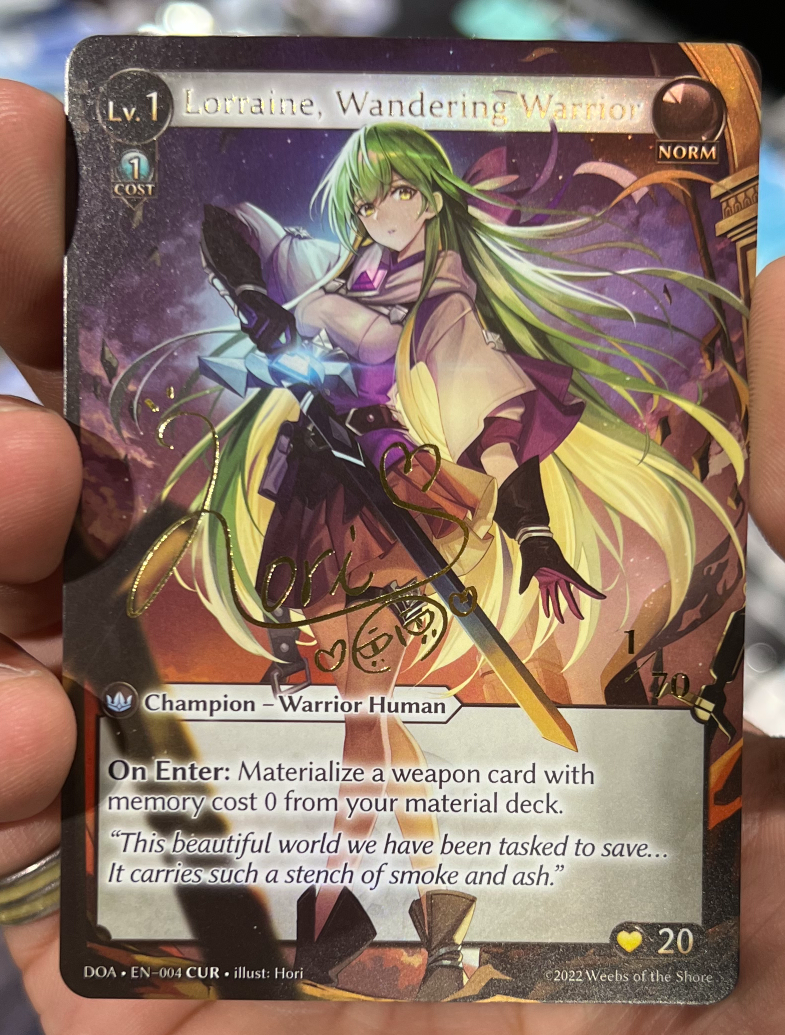 Lv. 1
Lorraine, Wandering Warrior
NORM
1
COST
Hori
1
/70
Champion – Warrior Human
On Enter: Materialize a weapon card with
memory cost 0 from your material deck.
“This beautiful world we have been tasked to save…
It carries such a stench of smoke and ash.”
20
DOA • EN–004 CUR • illust: Hori
©2022 Weebs of the Shore